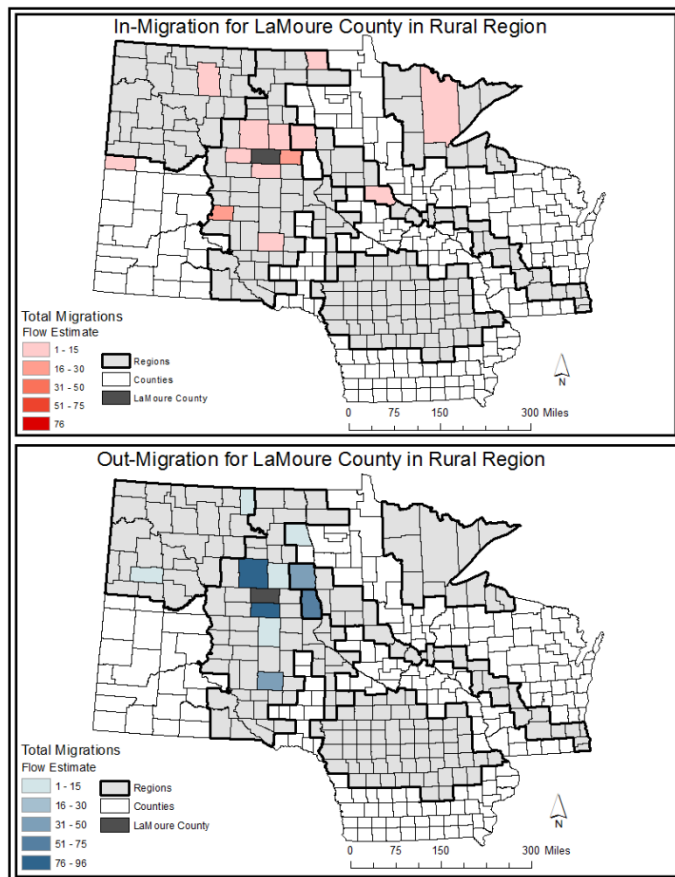 In-Migration for LaMoure County in Rural Region
Total Migrations
Flow Estimate
1 - 15
16 - 30
31 - 50
51 - 75
76
Regions
Counties
LaMoure County
N
0 75 150 300 Miles
Out-Migration for LaMoure County in Rural Region
Total Migrations
Flow Estimate
1 - 15
16 - 30
31 - 50
51 - 75
76 - 96
Regions
Counties
LaMoure County
N
0 75 150 300 Miles